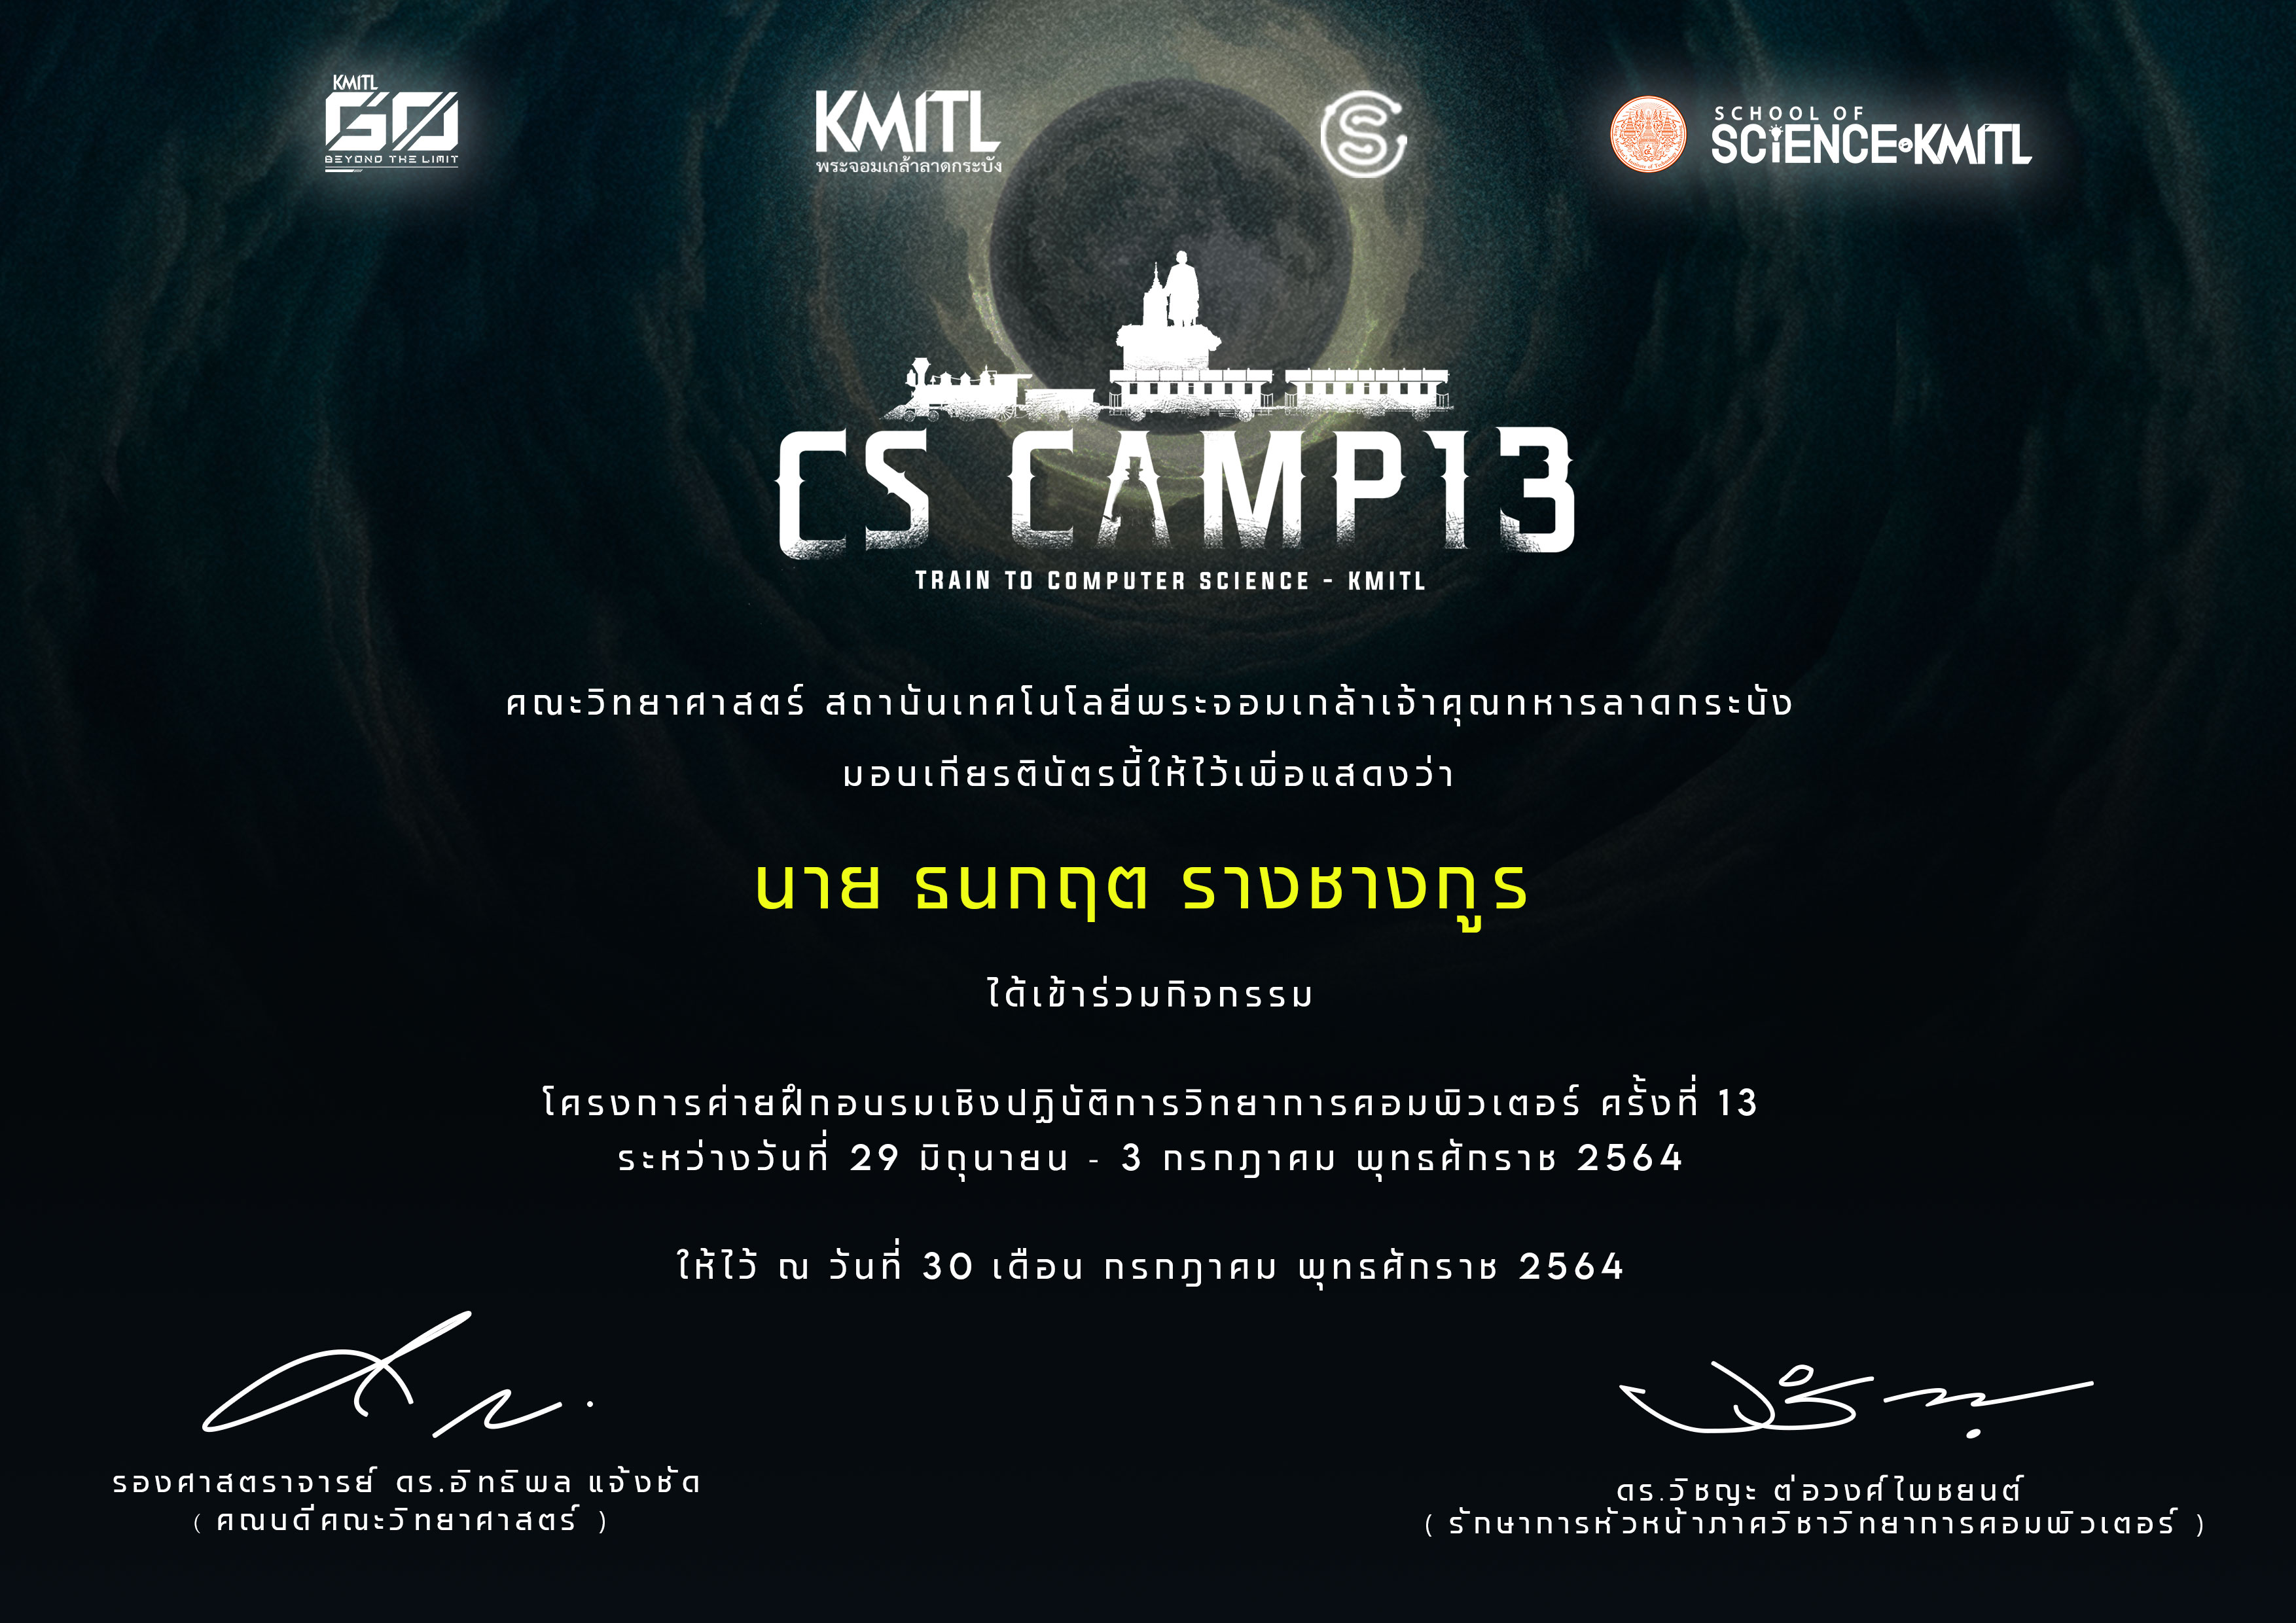 KMITL
GO
BEYOND THE LIMIT
KMITL
พระจอมเกล้าลาดกระบัง
CS
SCHOOL OF
SCiENCE KMITL
CS CAMP13
TRAIN TO COMPUTER SCIENCE - KMITL
คณะวิทยาศาสตร์ สถาบันเทคโนโลยีพระจอมเกล้าเจ้าคุณทหารลาดกระบัง
มอบเกียรติบัตรนี้ให้ไว้เพื่อแสดงว่า
นาย ธนกฤต รางชางกูร
ได้เข้าร่วมกิจกรรม
โครงการค่ายฝึกอบรมเชิงปฏิบัติการวิทยาการคอมพิวเตอร์ ครั้งที่ 13
ระหว่างวันที่ 29 มิถุนายน - 3 กรกฎาคม พุทธศักราช 2564
ให้ไว้ ณ วันที่ 30 เดือน กรกฎาคม พุทธศักราช 2564
รองศาสตราจารย์ ดร.อิทธิพล แจ้งชัด
( คณบดีคณะวิทยาศาสตร์ )
ดร.วิชญะ ต่อวงศ์ไพชยนต์
( รักษาการหัวหน้าภาควิชาวิทยาการคอมพิวเตอร์ )